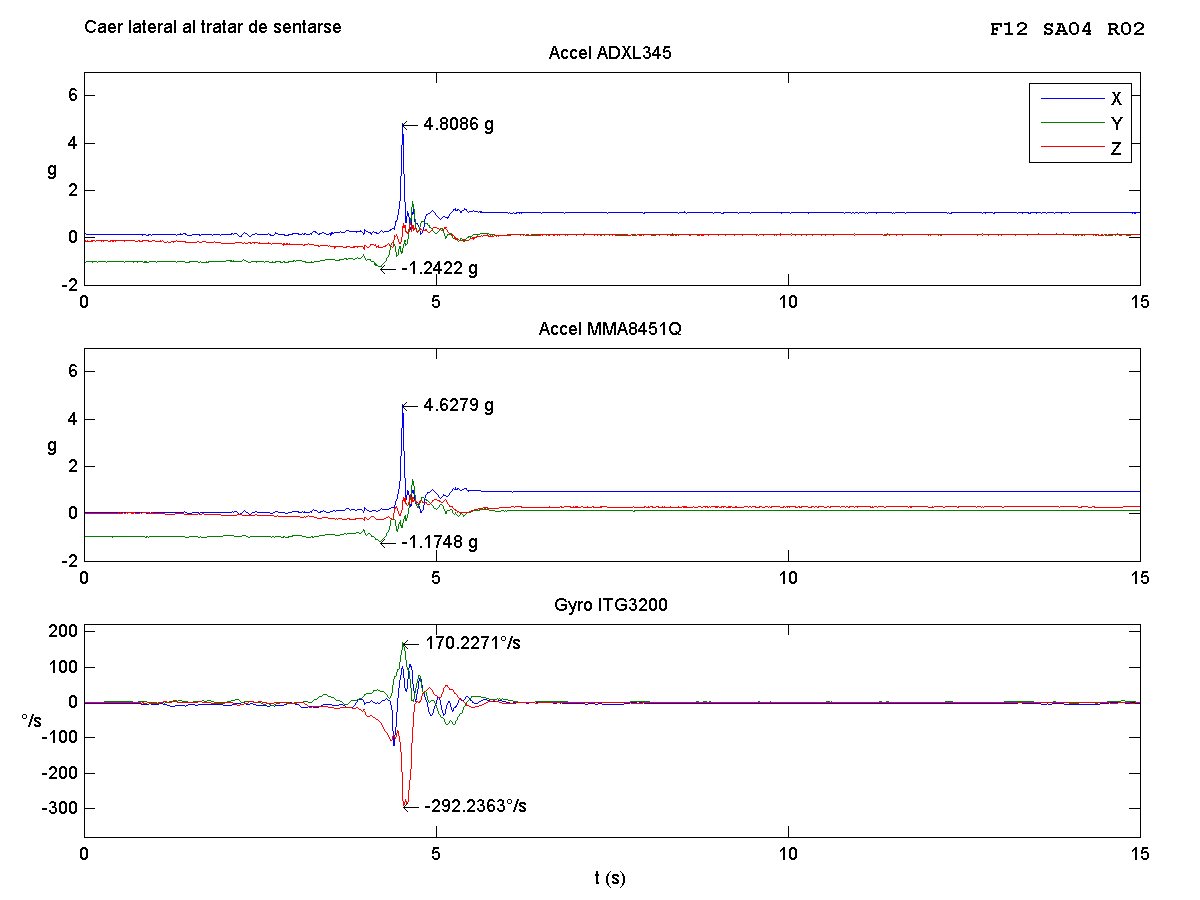 Caer lateral al tratar de sentarse
F12 SA04 R02
Accel ADXL345
6
4
2
0
-2
g
4.8086 g
-1.2422 g
X
Y
Z
0
5
10
15
Accel MMA8451Q
6
4
2
0
-2
g
4.6279 g
-1.1748 g
0
5
10
15
Gyro ITG3200
200
100
0
-100
-200
-300
°/s
170.2271°/s
-292.2363°/s
0
5
10
15
t (s)